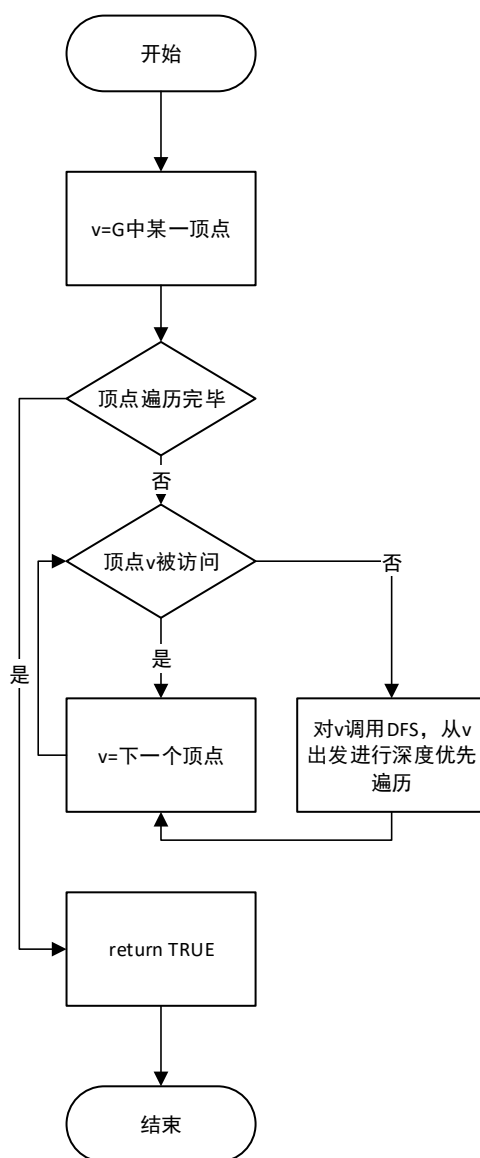 开始
v=G中某一顶点
顶点遍历完毕
否
顶点v被访问
否
是
是
v=下一个顶点
对v调用DFS，从v
出发进行深度优先
遍历
return TRUE
结束